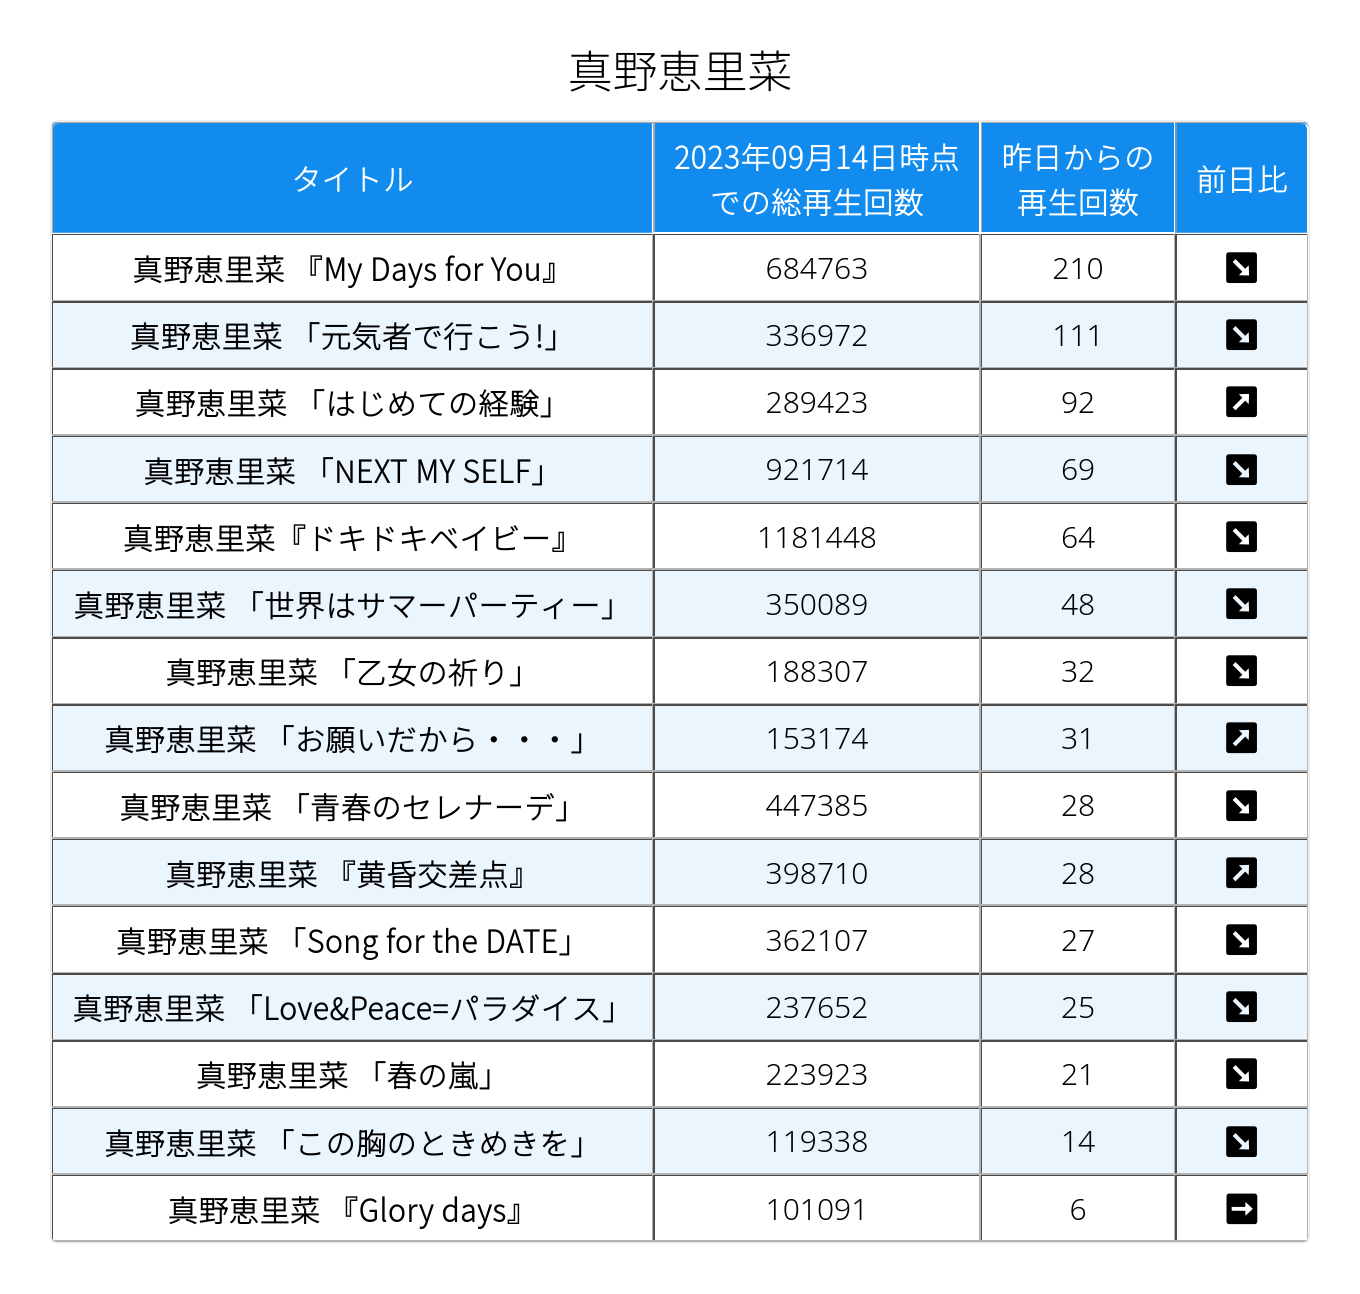 真野恵里菜
タイトル 2023年09月14日時点 昨日からの 前日比
での総再生回数 再生回数
真野恵里菜 『My Days for You』 684763 210
真野恵里菜 「元気者で行こう!」 336972 111
真野恵里菜 「はじめての経験」 289423 92
真野恵里菜 「NEXT MY SELF」 921714 69
真野恵里菜『ドキドキベイビー』 1181448 64
真野恵里菜 「世界はサマーパーティー」 350089 48
真野恵里菜 「乙女の祈り」 188307 32
真野恵里菜 「お願いだから・・・」 153174 31
真野恵里菜 「青春のセレナーデ」 447385 28
真野恵里菜 『黄昏交差点』 398710 28
真野恵里菜 「Song for the DATE」 362107 27
真野恵里菜 「Love&Peace=パラダイス」 237652 25
真野恵里菜 「春の嵐」 223923 21
真野恵里菜 「この胸のときめきを」 119338 14
真野恵里菜 『Glory days』 101091 6